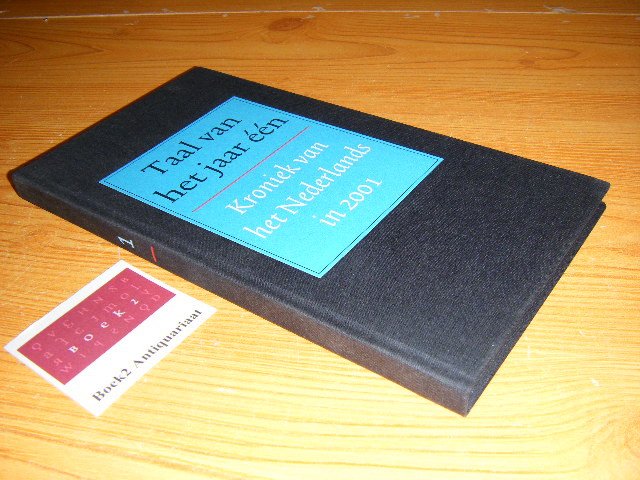 Taal van
het jaar één
Kroniek van
het Nederlands
in 2001
1
BOEK2
Boek2 Antiquariaat